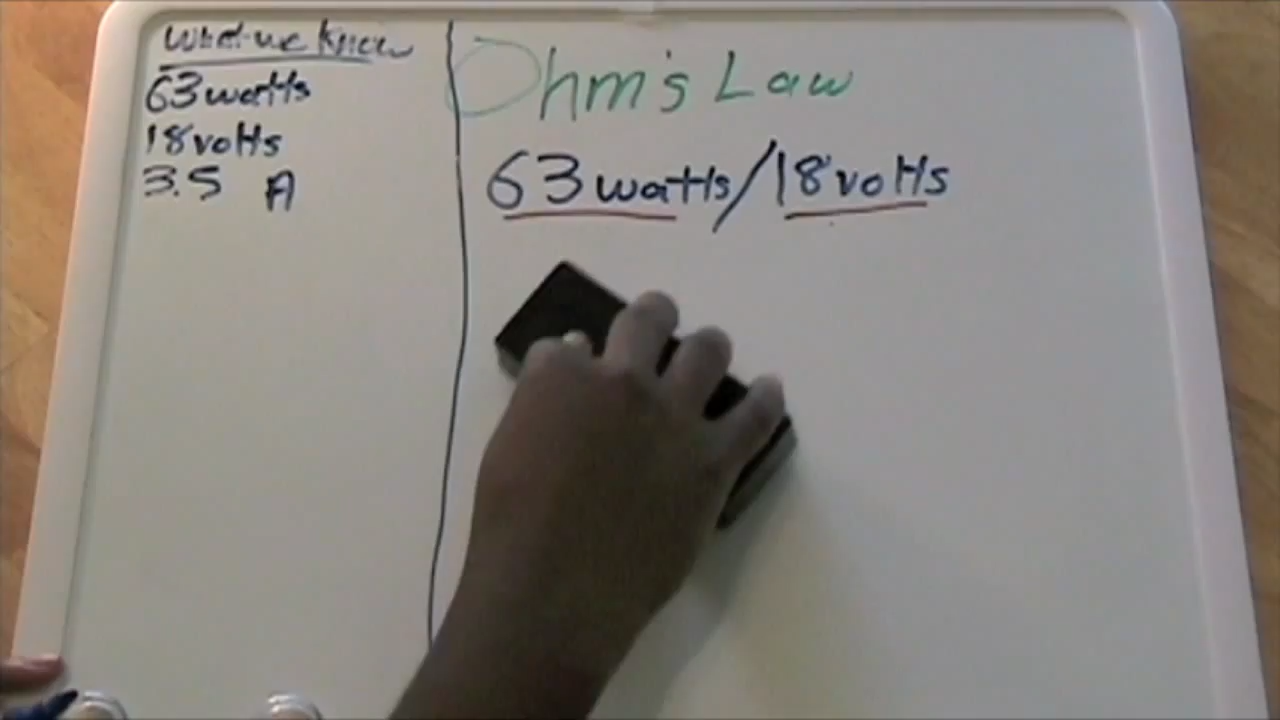 what we know
63 watts
18 volts
3.5 A
Ohm's Law
63 watts/18 volts